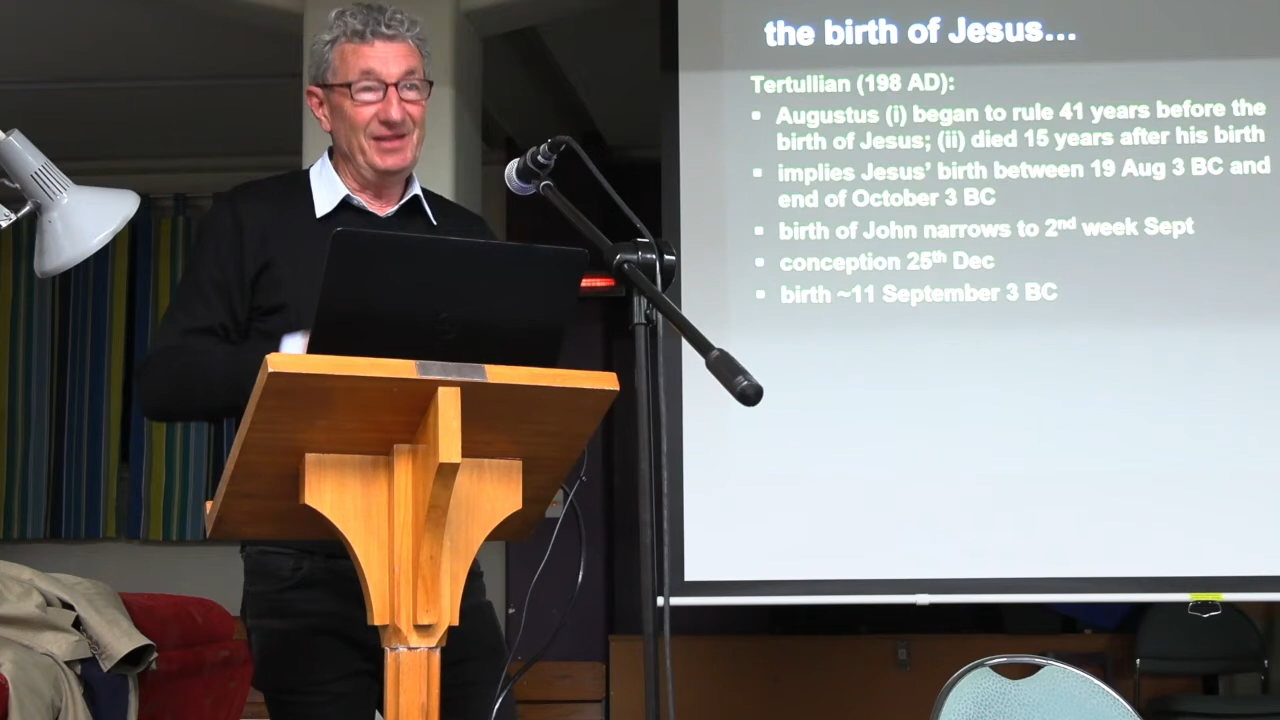 the birth of Jesus…
Tertullian (198 AD):
▪ Augustus (i) began to rule 41 years before the
birth of Jesus; (ii) died 15 years after his birth
▪ implies Jesus’ birth between 19 Aug 3 BC and
end of October 3 BC
▪ birth of John narrows to 2nd week Sept
▪ conception 25th Dec
▪ birth ~11 September 3 BC